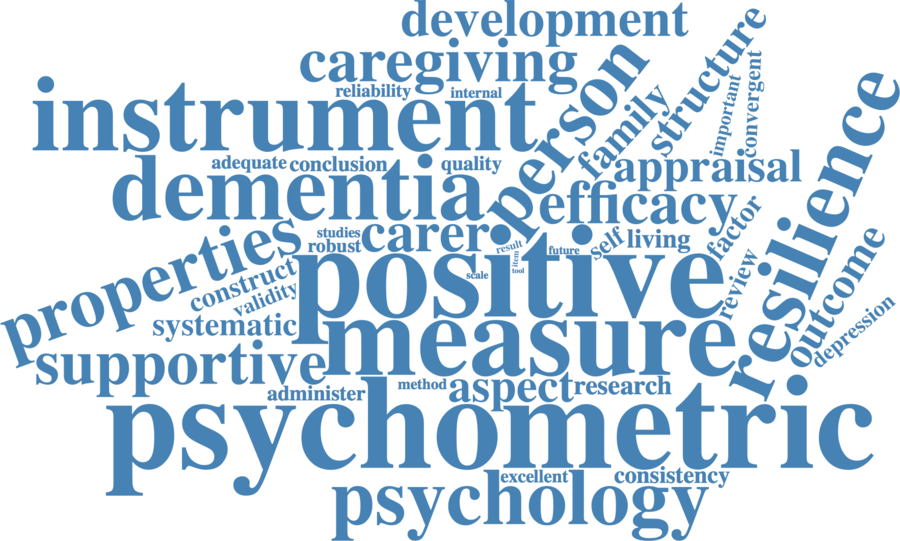 development
caregiving
reliability
internal
instrument
person
family
structure
important
convergent
resilience
adequate
conclusion
quality
appraisal
dementia
efficacy
factor
studies
robust
carer
result
item
tool
future
self
living
properties
construct
validity
positive
scale
review
outcome
depression
systematic
measure
supportive
administer
method
aspect
research
psychometric
excellent
consistency
psychology